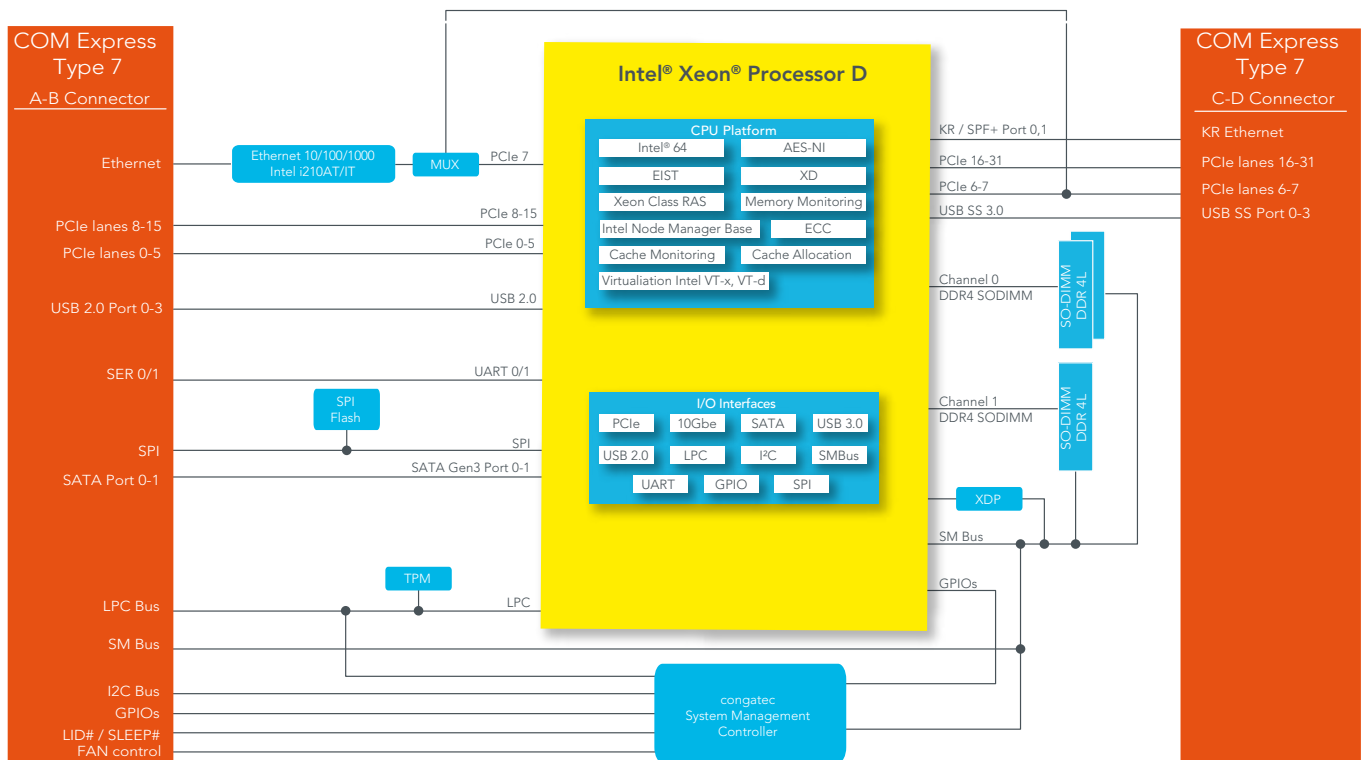 COM Express
Type 7
A-B Connector
Ethernet
PCIe lanes 8-15
PCIe lanes 0-5
USB 2.0 Port 0-3
SER 0/1
SPI
SATA Port 0-1
LPC Bus
SM Bus
I2C Bus
GPIOs
LID# / SLEEP#
FAN control
Ethernet 10/100/1000
Intel i210AT/IT
MUX
PCIe 7
PCIe 8-15
PCIe 0-5
USB 2.0
UART 0/1
SPI
Flash
SPI
SATA Gen3 Port 0-1
TPM
LPC
Intel® Xeon® Processor D
CPU Platform
Intel® 64
AES-NI
EIST
XD
Xeon Class RAS
Memory Monitoring
Intel Node Manager Base
ECC
Cache Monitoring
Cache Allocation
Virtualiation Intel VT-x, VT-d
I/O Interfaces
PCIe
10Gbe
SATA
USB 3.0
USB 2.0
LPC
I²C
SMBus
UART
GPIO
SPI
congatec
System Management
Controller
KR / SPF+ Port 0,1
PCIe 16-31
PCIe 6-7
USB SS 3.0
Channel 0
DDR4 SODIMM
SO-DIMM
DDR 4L
Channel 1
DDR4 SODIMM
SO-DIMM
DDR 4L
XDP
SM Bus
GPIOs
COM Express
Type 7
C-D Connector
KR Ethernet
PCIe lanes 16-31
PCIe lanes 6-7
USB SS Port 0-3